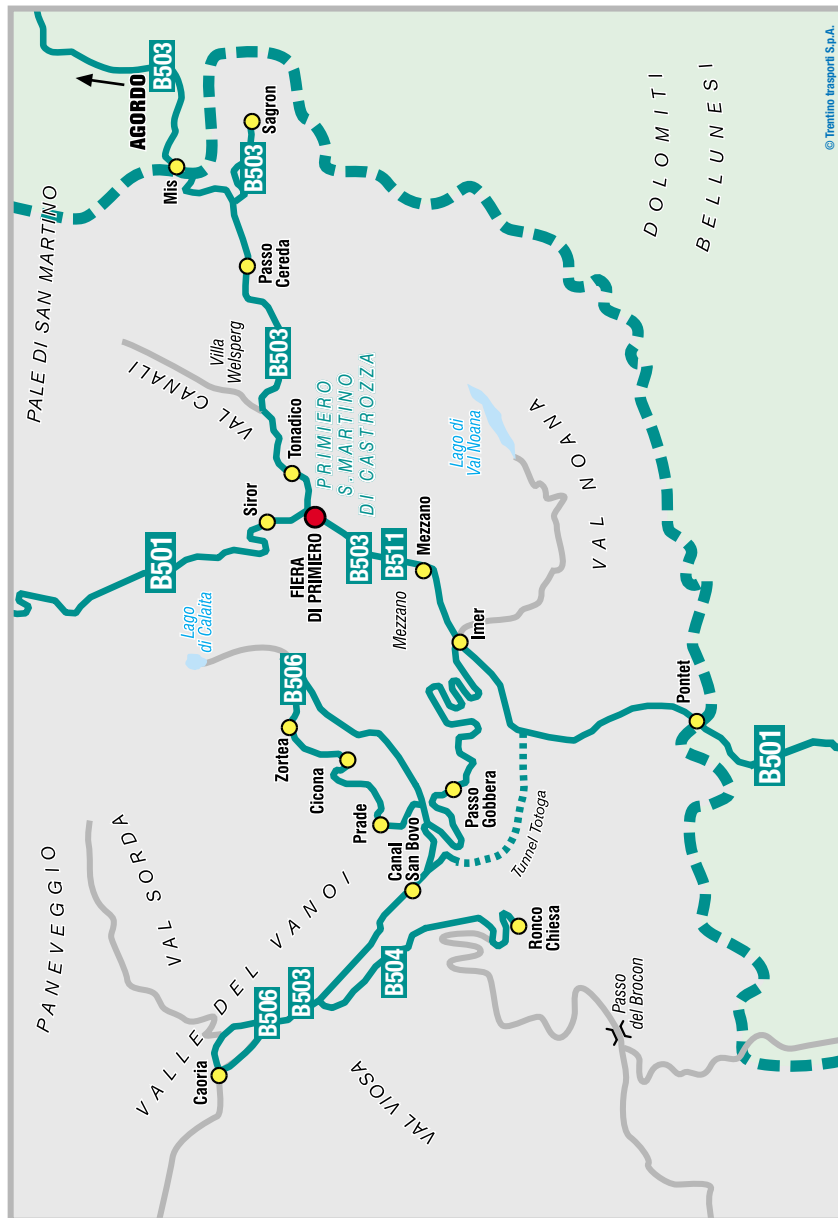 PANEVEGGIO
PALE DI SAN MARTINO
VAL SORDA
VAL CANALI
VALLE DEL VANOI
Caoria
Lago
di Calaita
B501
Mis
AGORDO
B503
Siror
Villa
Welsperg
Passo
Cereda
B503
Sagron
B503
B506
B503
Zortea
B506
Tonadico
FIERA
DI PRIMIERO
PRIMIERO
S. MARTINO
DI CASTROZZA
Cicona
Prade
B503
B511
VAL VIOSA
B504
Canal
San Bovo
Mezzano
Mezzano
Imer
Lago di
Val Noana
VAL NOANA
Passo
Gobbera
Tunnel Totoga
Ronco
Chiesa
Passo
del Brocon
Pontet
B501
DOLOMITI
BELLUNESI
© Trentino trasporti S.p.A.